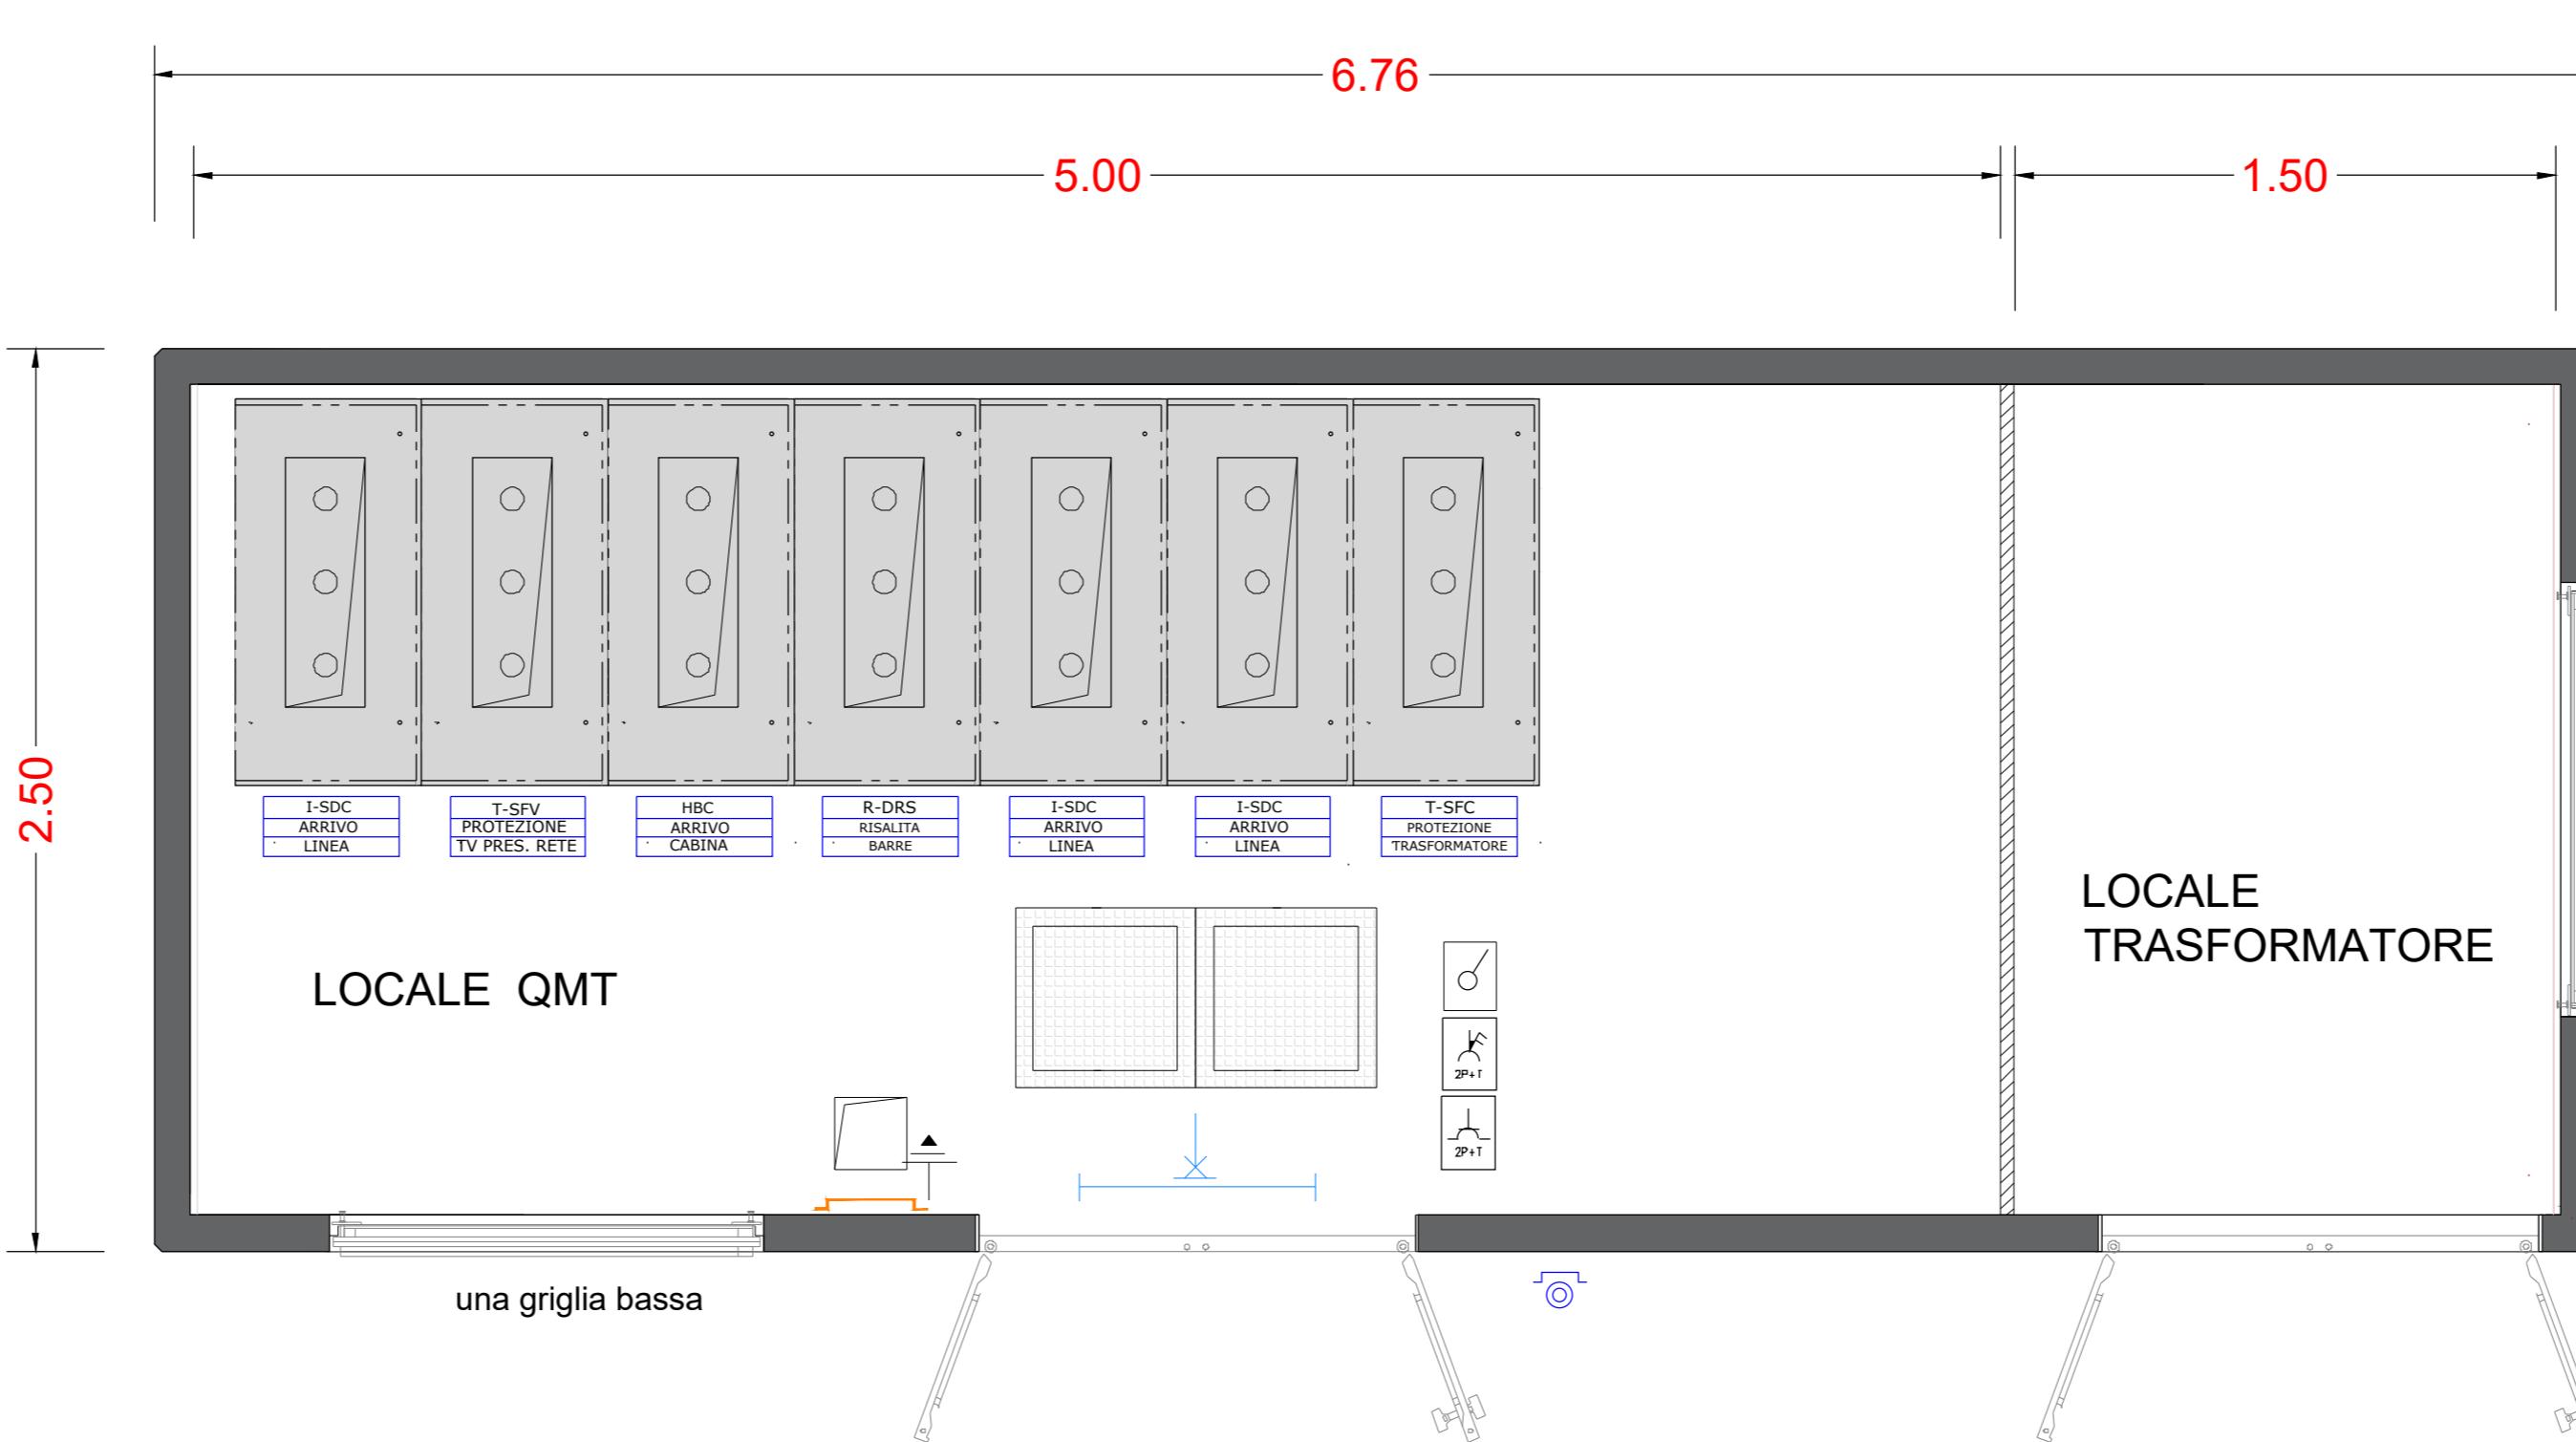 6.76
5.00
1.50
2.50
I-SDC
ARRIVO
LINEA
T-SFV
PROTEZIONE
TV PRES. RETE
HBC
ARRIVO
CABINA
R-DRS
RISALITA
BARRE
I-SDC
ARRIVO
LINEA
I-SDC
ARRIVO
LINEA
T-SFC
PROTEZIONE
TRASFORMATORE
LOCALE QMT
LOCALE
TRASFORMATORE
2P+T
2P+T
una griglia bassa